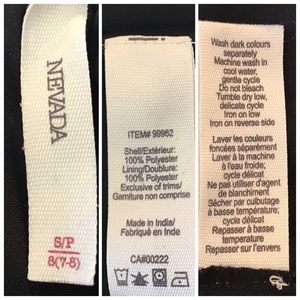 NEVADA
S/P
8(7-8)
ITEM# 99962
Shell/Extérieur:
100% Polyester
Lining/Doublure:
100% Polyester
Exclusive of trims/
Garniture non comprise
Made in India/
Fabriqué en Inde
CA#00222
Wash dark colours
separately
Machine wash in
cool water,
gentle cycle
Do not bleach
Tumble dry low,
delicate cycle
Iron on low
Iron on reverse side
Laver les couleurs
foncées séparément
Laver à la machine
à l'eau froide;
cycle délicat
Ne pas utiliser d'agent
de blanchiment
Sécher par culbutage
à basse température;
cycle délicat
Repasser à basse température
Repasser sur l'envers